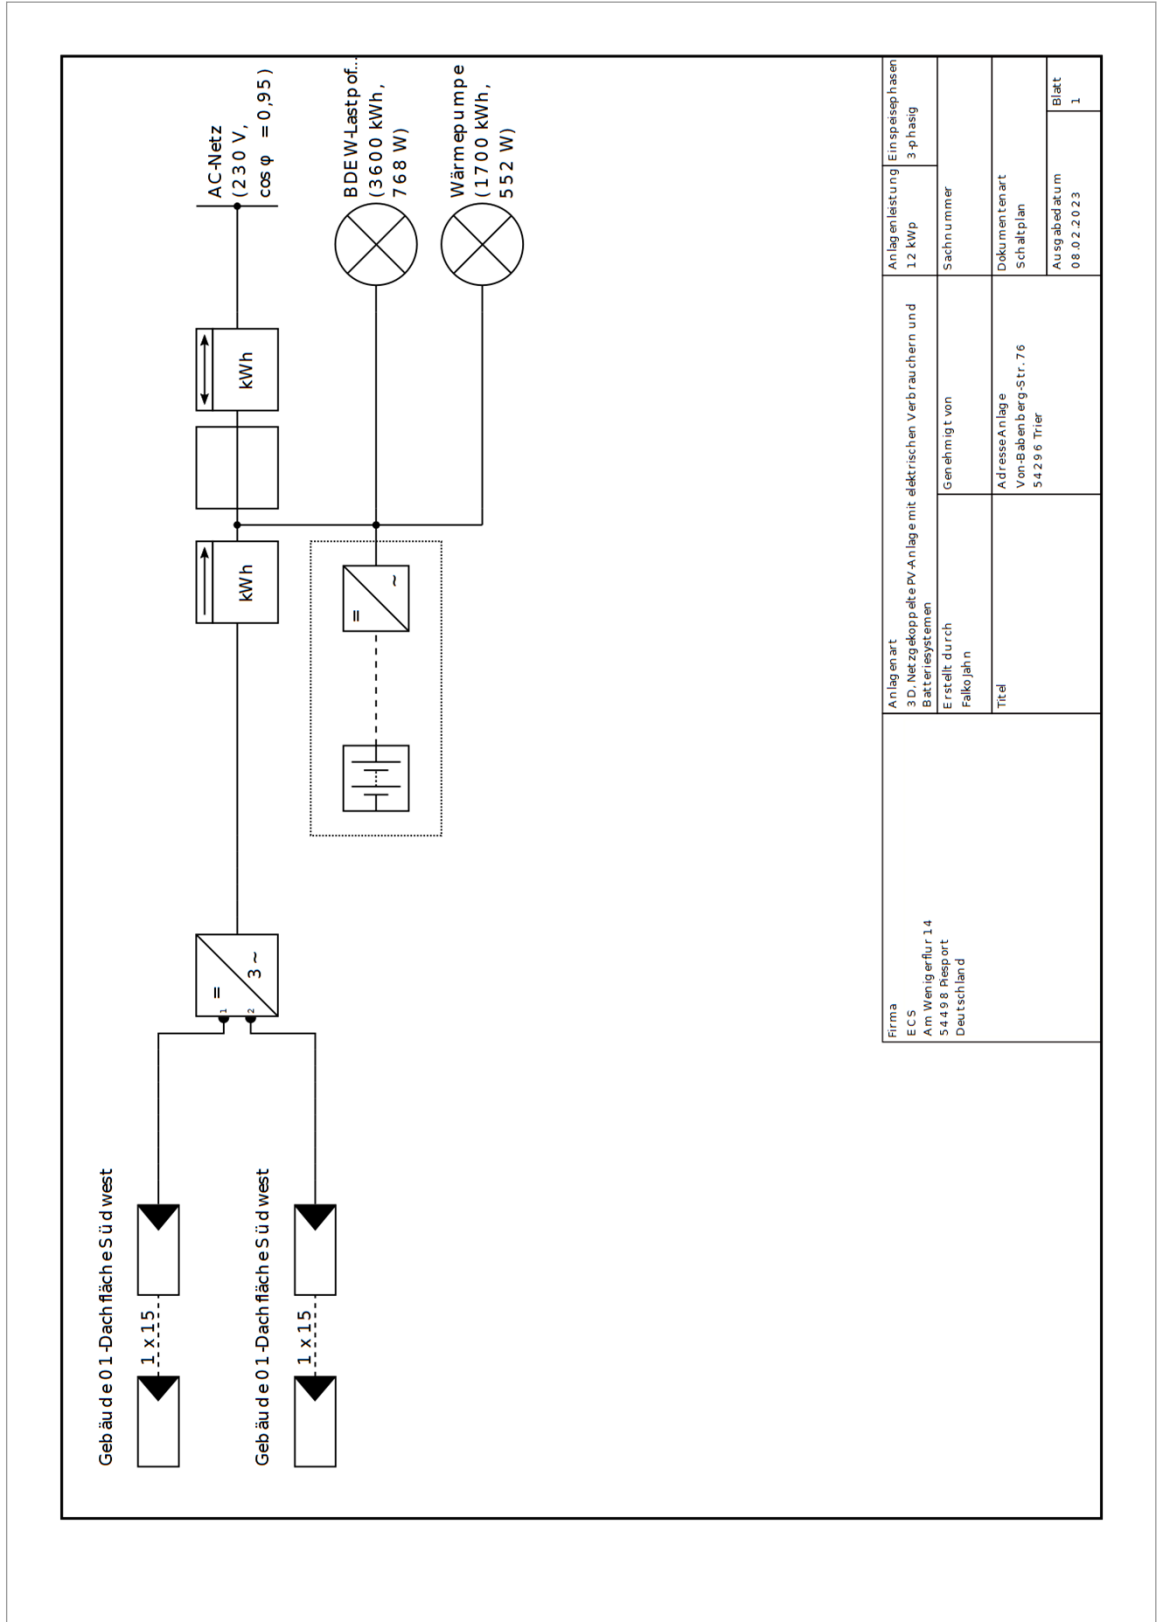 Gebäude 01-Dachfläche Südwest
1 x 15
Gebäude 01-Dachfläche Südwest
1 x 15
1
2
=
3 ~
kWh
kWh
AC-Netz
(230 V,
cos φ = 0,95)
=
~
BDEW-Lastpof...
(3600 kWh,
768 W)
Wärmepumpe
(1700 kWh,
552 W)
Firma
ECS
Am Wenigerflur 14
54498 Piesport
Deutschland
Anlagenart
3D, Netzgekoppelte PV-Anlage mit elektrischen Verbrauchern und
Batteriesystemen
Anlagenleistung
12 kWp
Einspeisephasen
3-phasig
Erstellt durch
Falko Jahn
Genehmigt von
Sachnummer
Titel
Adresse Anlage
Von-Babenberg-Str. 76
54296 Trier
Dokumentenart
Schaltplan
Ausgabedatum
08.02.2023
Blatt
1